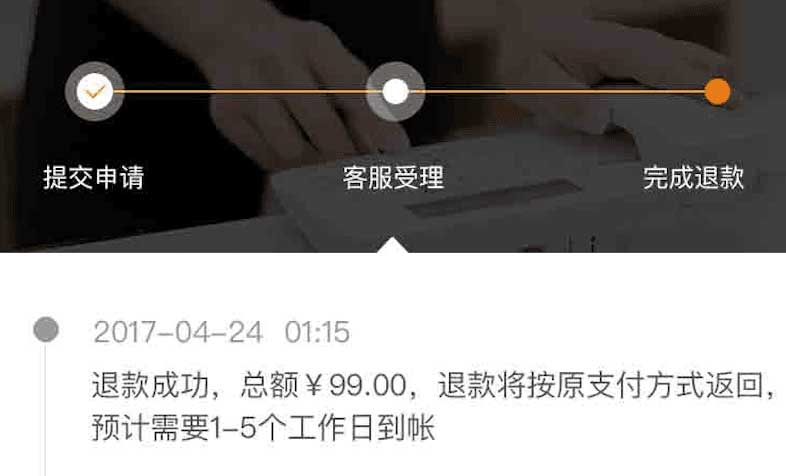 提交申请 客服受理 完成退款
2017-04-24 01:15
退款成功，总额￥99.00，退款将按原支付方式返回，
预计需要1-5个工作日到帐